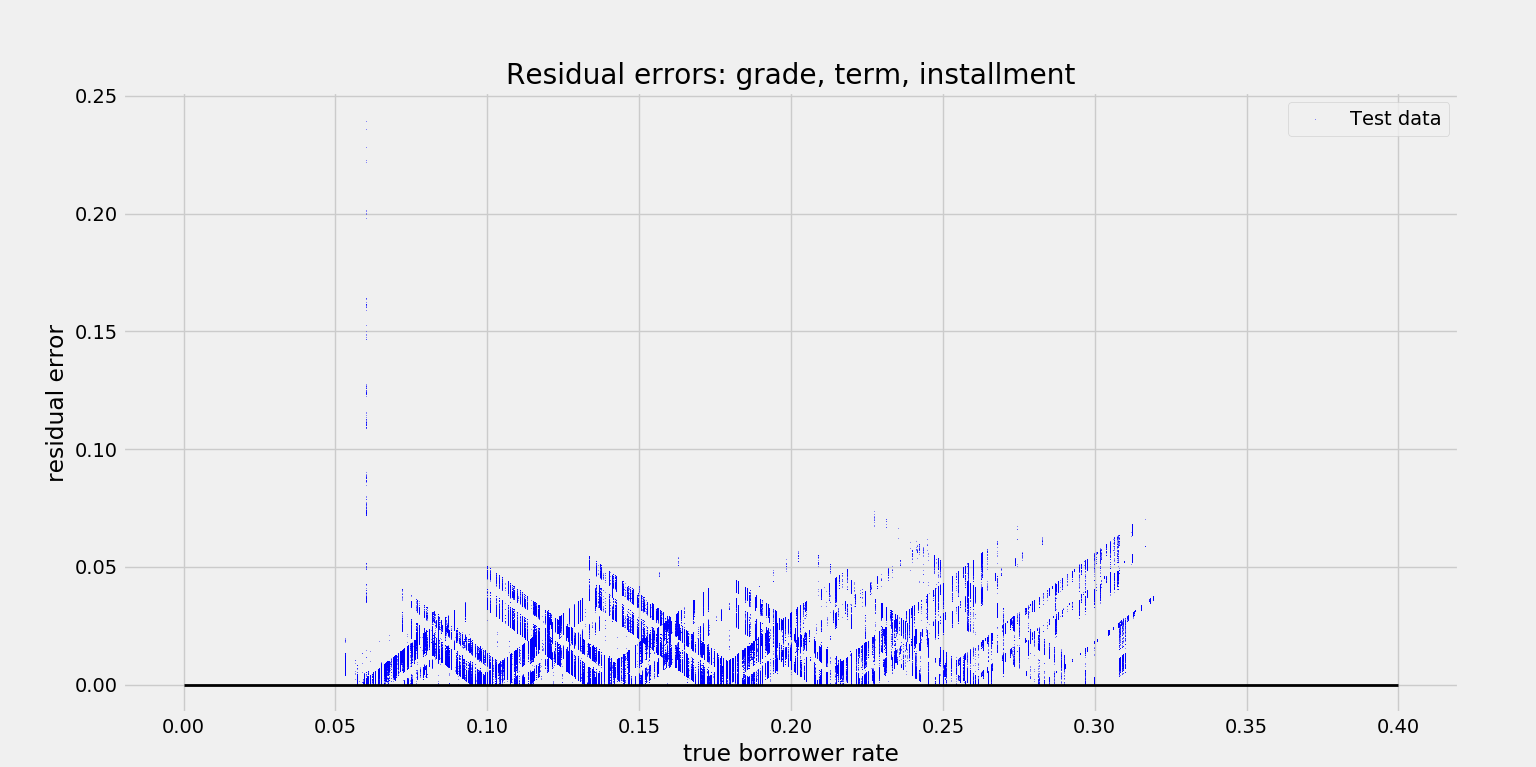 Residual errors: grade, term, installment
Test data
residual error
0.25
0.20
0.15
0.10
0.05
0.00
0.00 0.05 0.10 0.15 0.20 0.25 0.30 0.35 0.40
true borrower rate